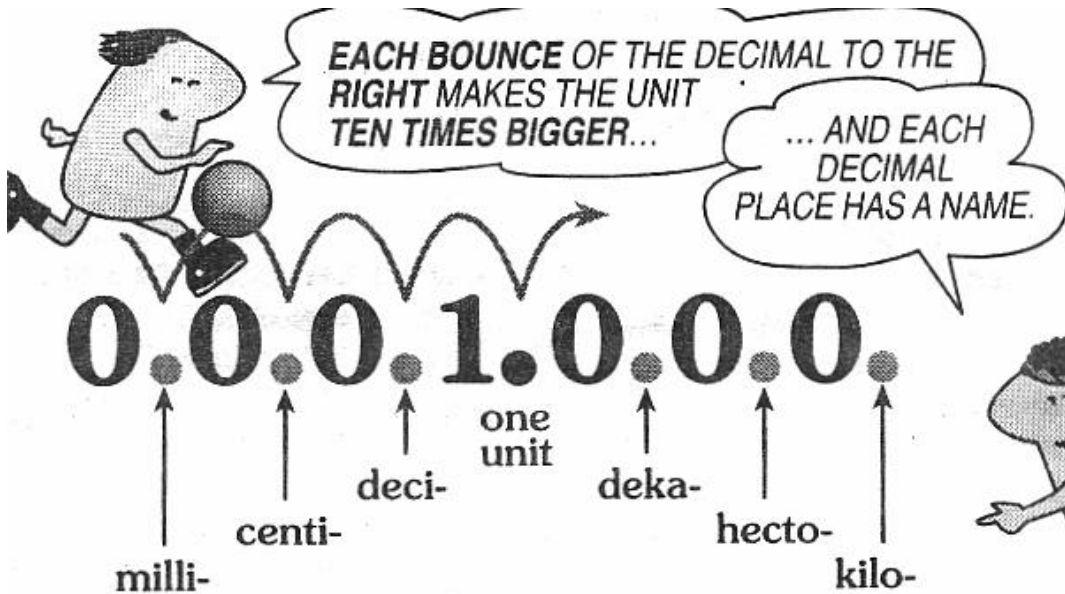 EACH BOUNCE OF THE DECIMAL TO THE
RIGHT MAKES THE UNIT
TEN TIMES BIGGER...
... AND EACH
DECIMAL
PLACE HAS A NAME.
0.0.0.1.0.0.0.
one
unit
deci-
deka-
centi-
hecto-
milli-
kilo-